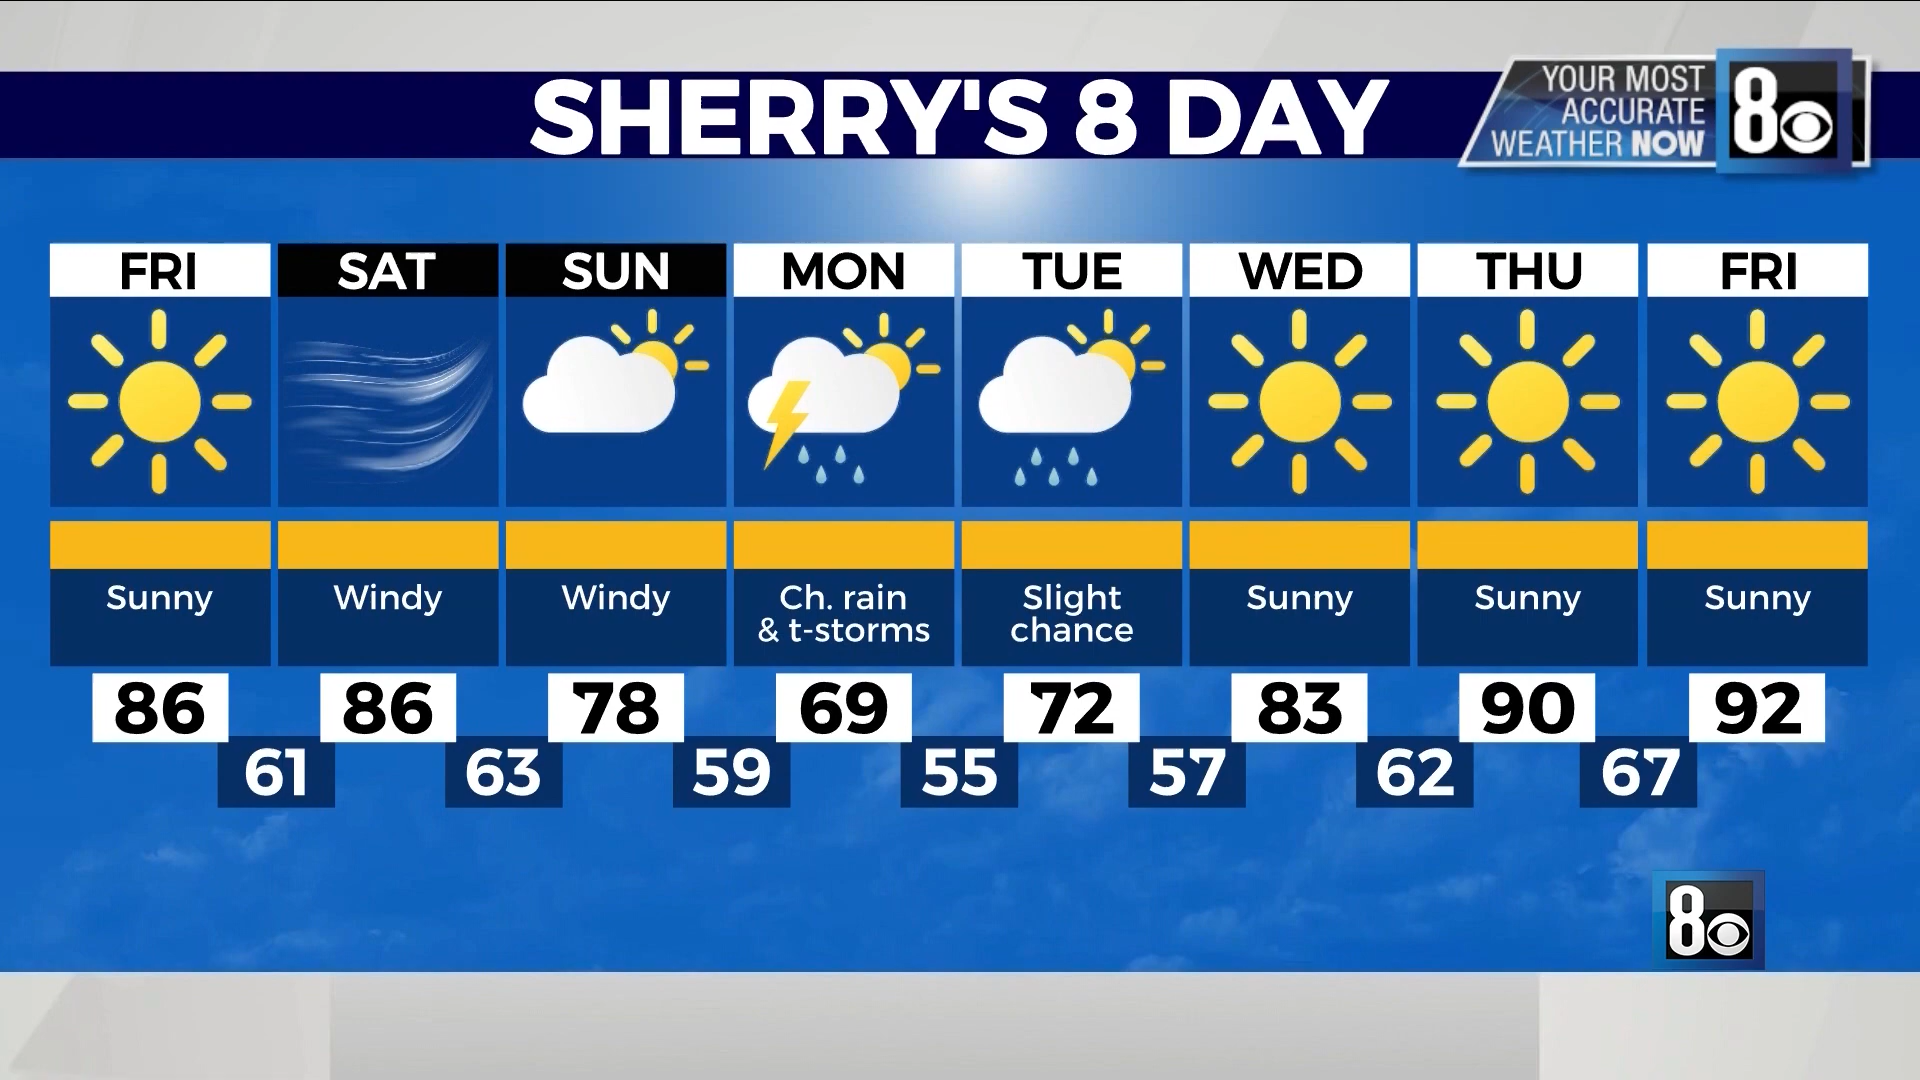 SHERRY'S 8 DAY
YOUR MOST
ACCURATE
WEATHER NOW
8
FRI SAT SUN MON TUE WED THU FRI
Sunny Windy Windy Ch. rain Slight Sunny Sunny Sunny
& t-storms chance
86 86 78 69 72 83 90 92
61 63 59 55 57 62 67
8